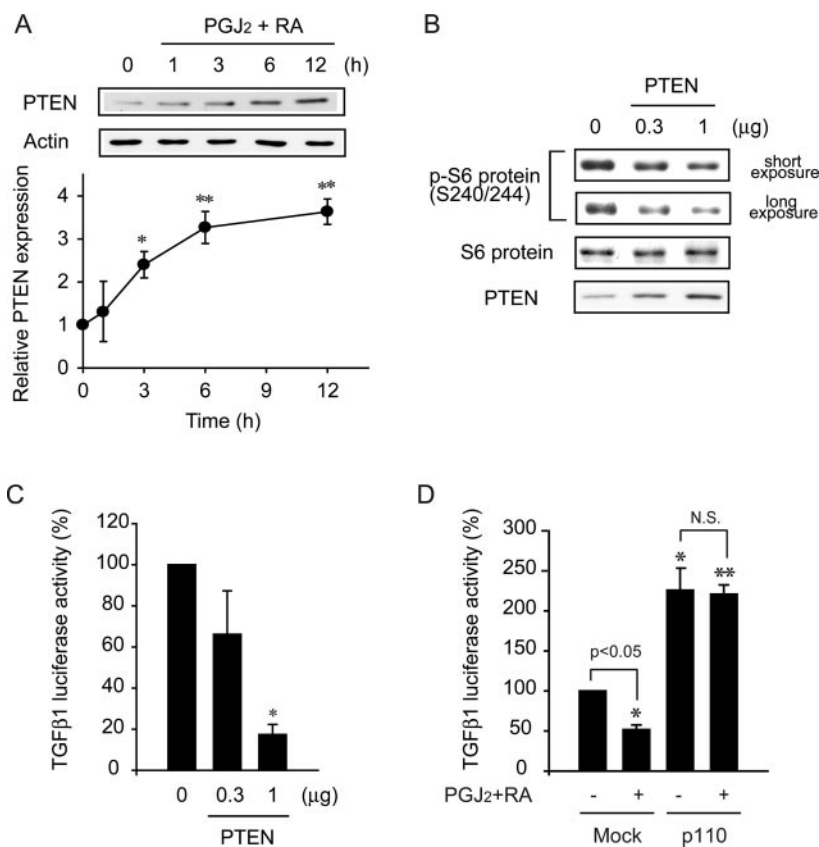 A
PGJ2 + RA
0 1 3 6 12 (h)
PTEN
Actin
Relative PTEN expression
4
3
2
1
0
*
**
**
0 3 6 9 12
Time (h)
B
PTEN
0 0.3 1 (μg)
p-S6 protein
(S240/244)
short
exposure
long
exposure
S6 protein
PTEN
C
TGFβ1 luciferase activity (%)
120
100
80
60
40
20
0
*
0 0.3 1 (μg)
PTEN
D
TGFβ1 luciferase activity (%)
300
250
200
150
100
50
0
p<0.05
*
N.S.
*
**
PGJ2+RA - + - +
Mock p110